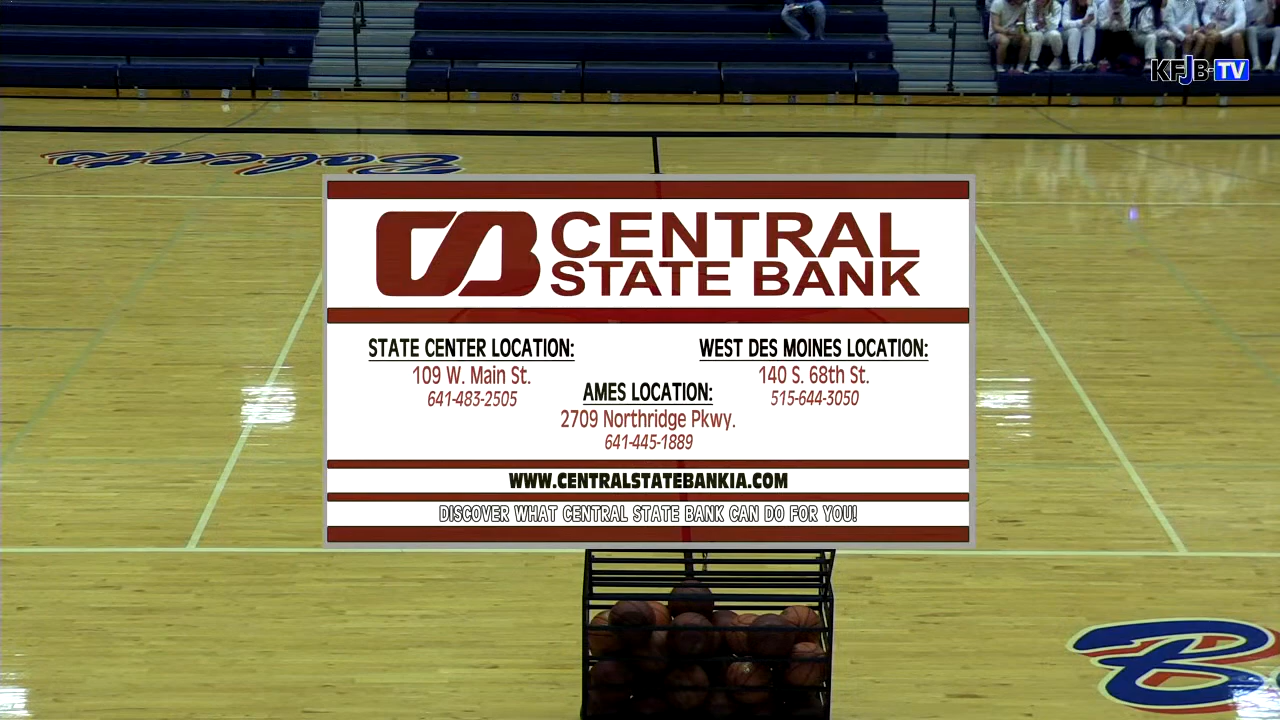 KFJB-TV
Bobcats
CENTRAL
STATE BANK
STATE CENTER LOCATION:
109 W. Main St.
641-483-2505
WEST DES MOINES LOCATION:
140 S. 68th St.
515-644-3050
AMES LOCATION:
2709 Northridge Pkwy.
641-445-1889
WWW.CENTRALSTATEBANKIA.COM
DISCOVER WHAT CENTRAL STATE BANK CAN DO FOR YOU!
B